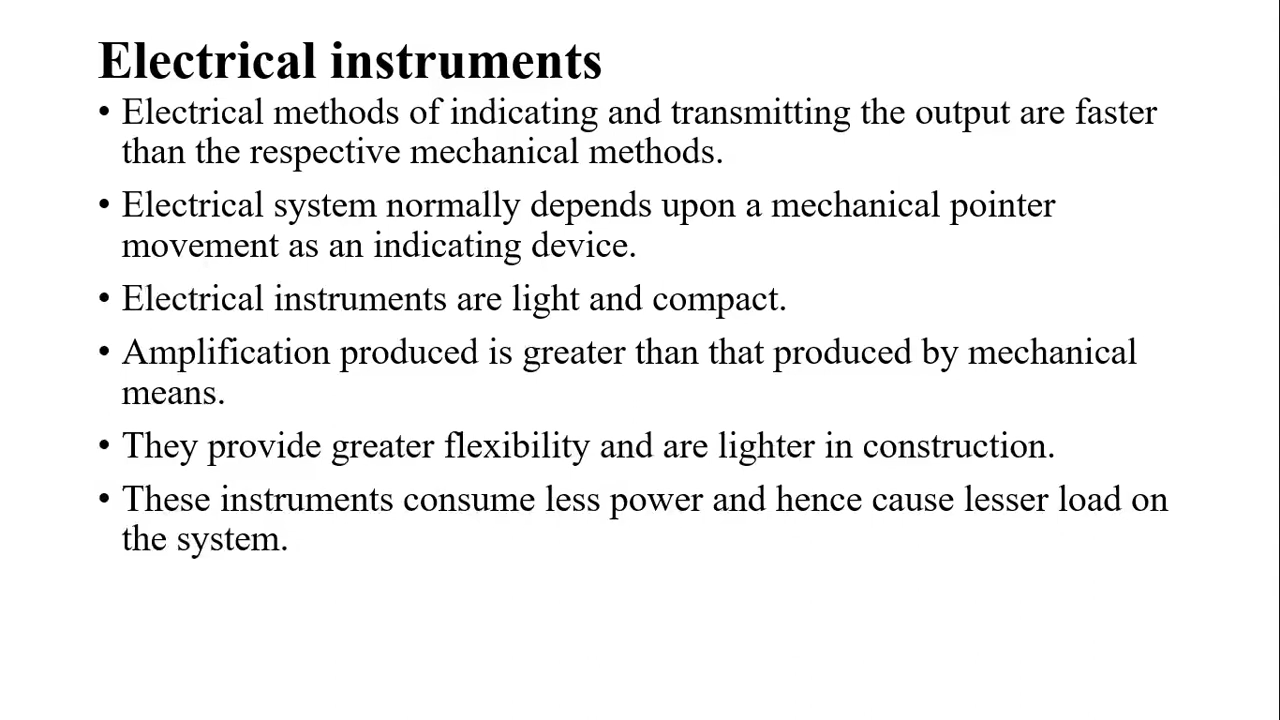 Electrical instruments
• Electrical methods of indicating and transmitting the output are faster
than the respective mechanical methods.
• Electrical system normally depends upon a mechanical pointer
movement as an indicating device.
• Electrical instruments are light and compact.
• Amplification produced is greater than that produced by mechanical
means.
• They provide greater flexibility and are lighter in construction.
• These instruments consume less power and hence cause lesser load on
the system.